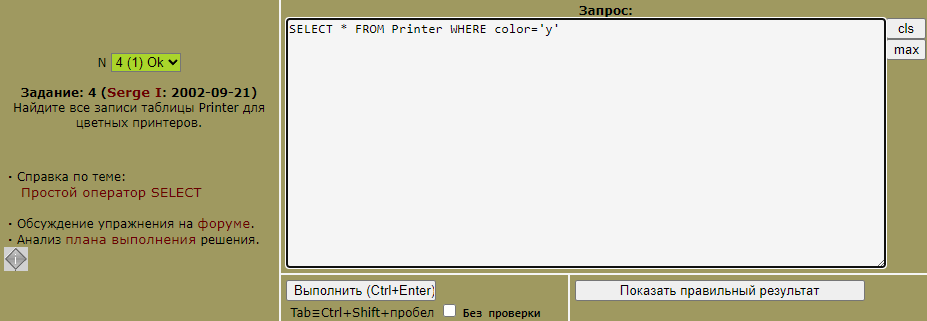 Запрос:
SELECT * FROM Printer WHERE color='y'
cls
max
N 4 (1) Ok
Задание: 4 (Serge I: 2002-09-21)
Найдите все записи таблицы Printer для
цветных принтеров.
· Справка по теме:
Простой оператор SELECT
· Обсуждение упражнения на форуме.
· Анализ плана выполнения решения.
i
Выполнить (Ctrl+Enter)
Показать правильный результат
Tab≡Ctrl+Shift+пробел
Без проверки